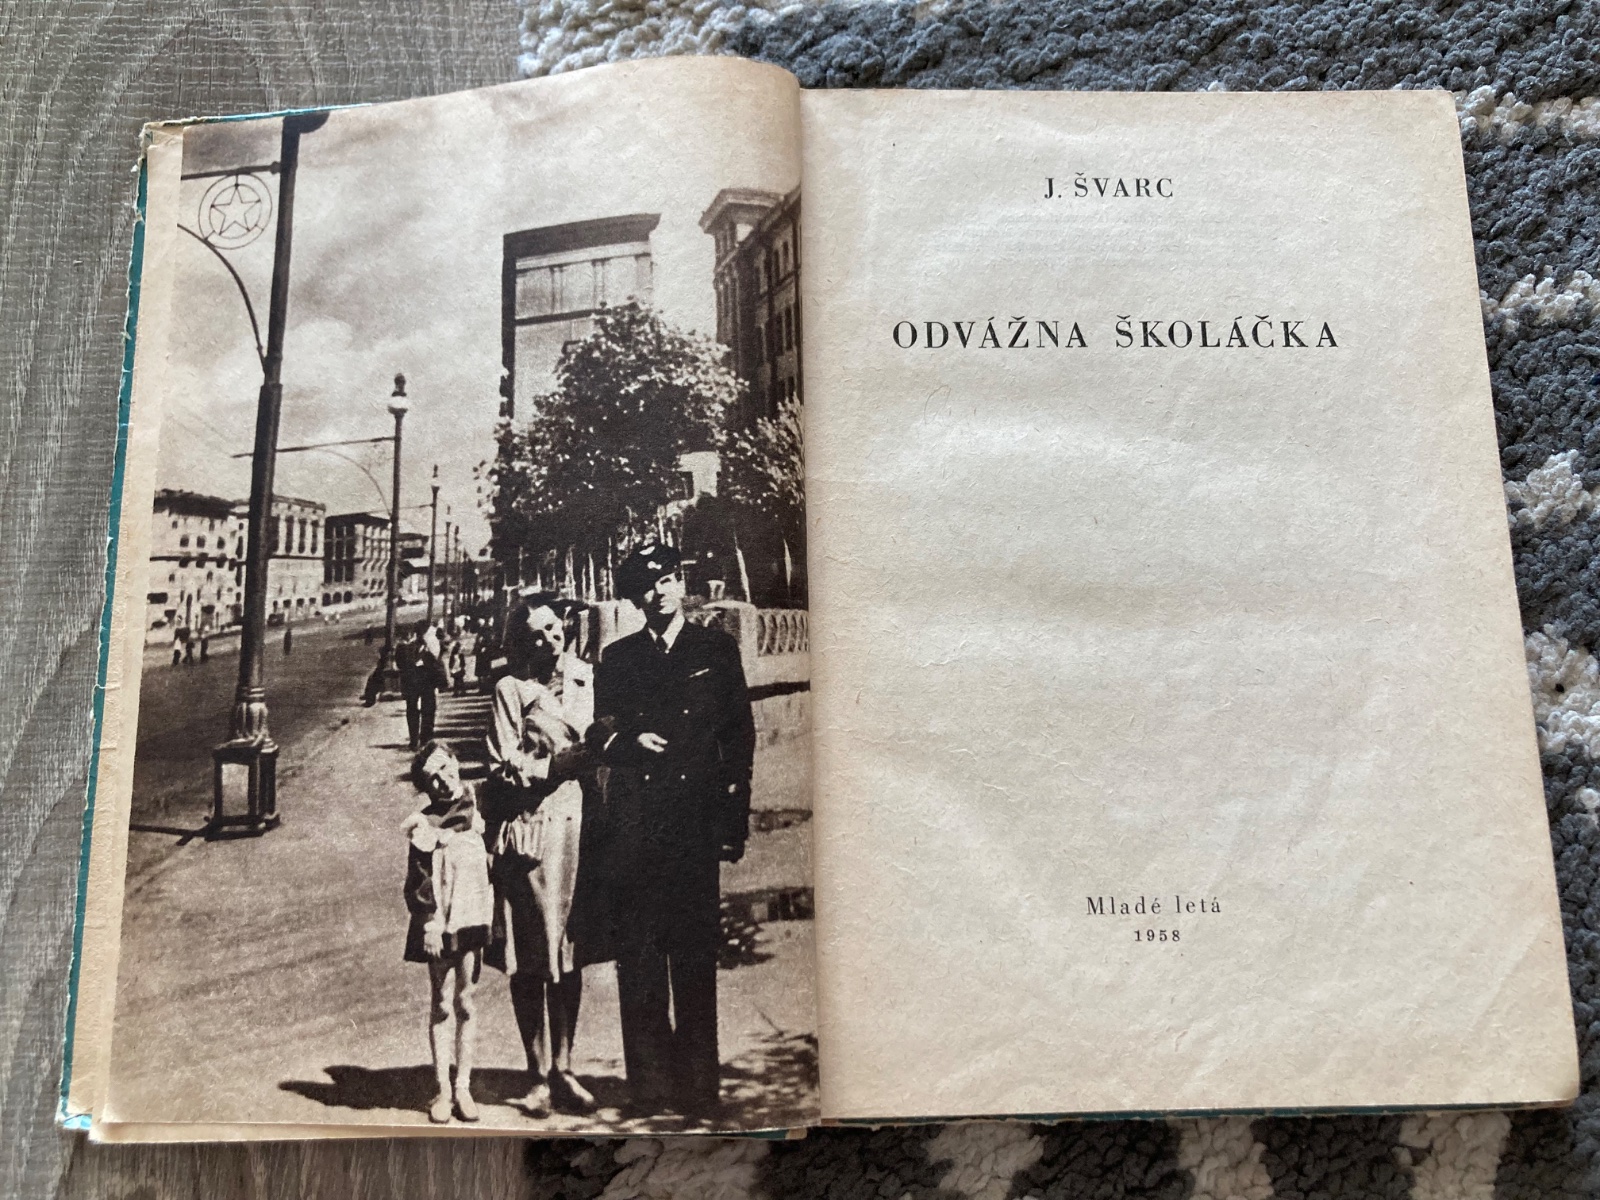 J. ŠVARC
ODVÁŽNA ŠKOLÁČKA
Mladé letá
1958